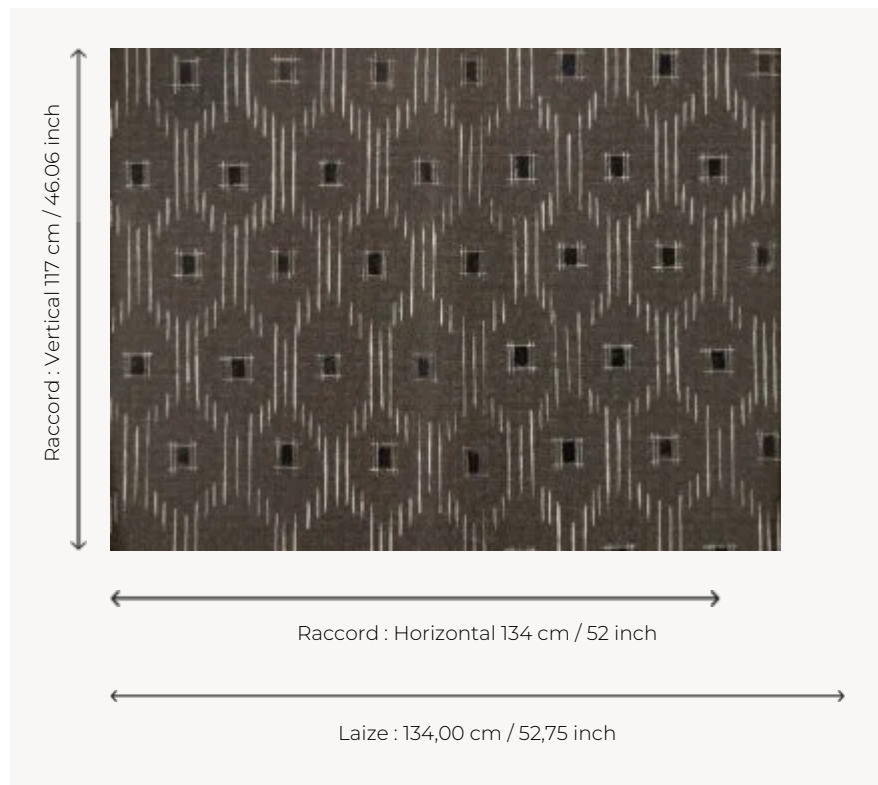 Raccord : Vertical 117 cm / 46.06 inch
Raccord : Horizontal 134 cm / 52 inch
Laize : 134,00 cm / 52,75 inch